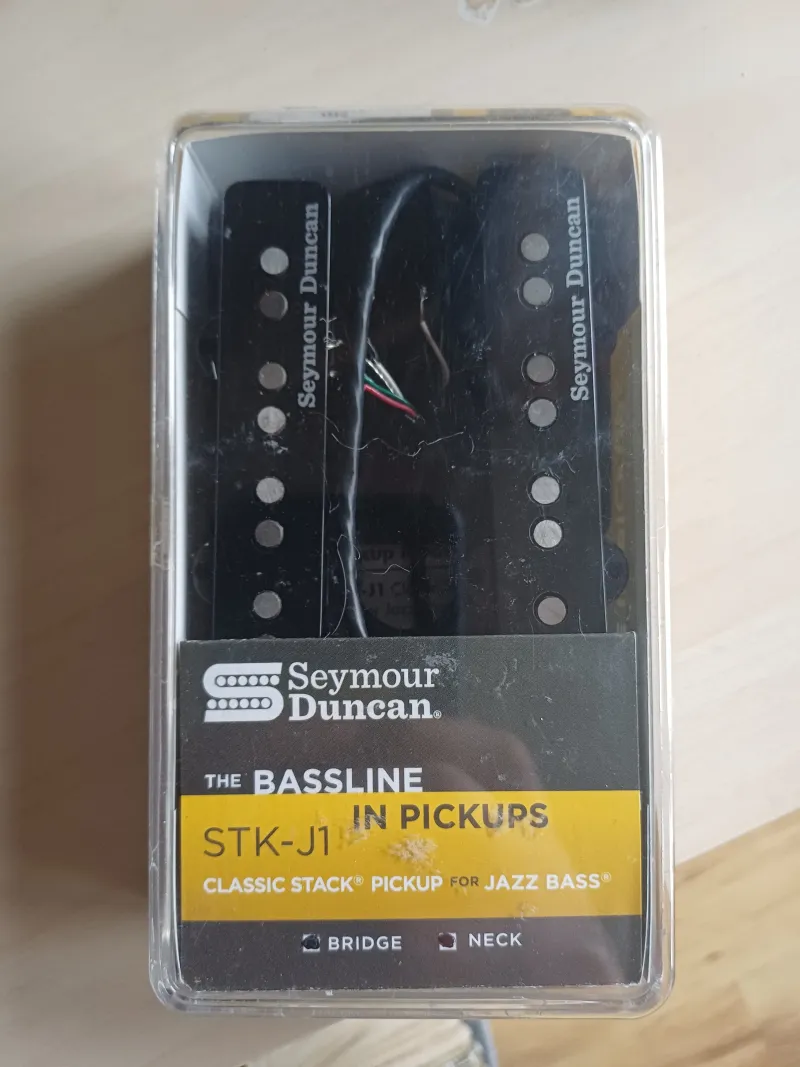 Seymour Duncan
Seymour Duncan
Seymour
Duncan®
THE BASSLINE
IN PICKUPS
STK-J1
CLASSIC STACK® PICKUP FOR JAZZ BASS®
BRIDGE NECK